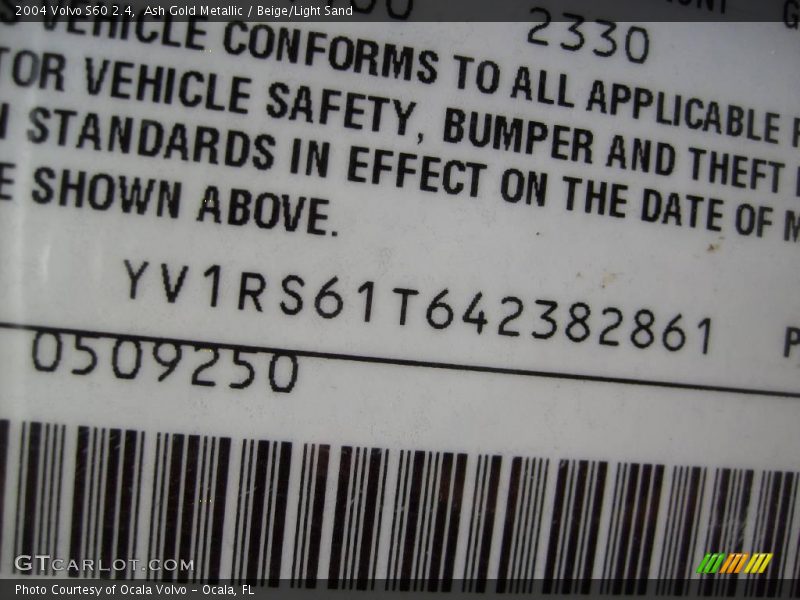 2004 Volvo S60 2.4, Ash Gold Metallic / Beige/Light Sand
2330
VEHICLE CONFORMS TO ALL APPLICABLE
TOR VEHICLE SAFETY, BUMPER AND THEFT
STANDARDS IN EFFECT ON THE DATE OF M
E SHOWN ABOVE.
YV1RS61T642382861 P
0509250
GTcarlot.com
Photo Courtesy of Ocala Volvo - Ocala, FL